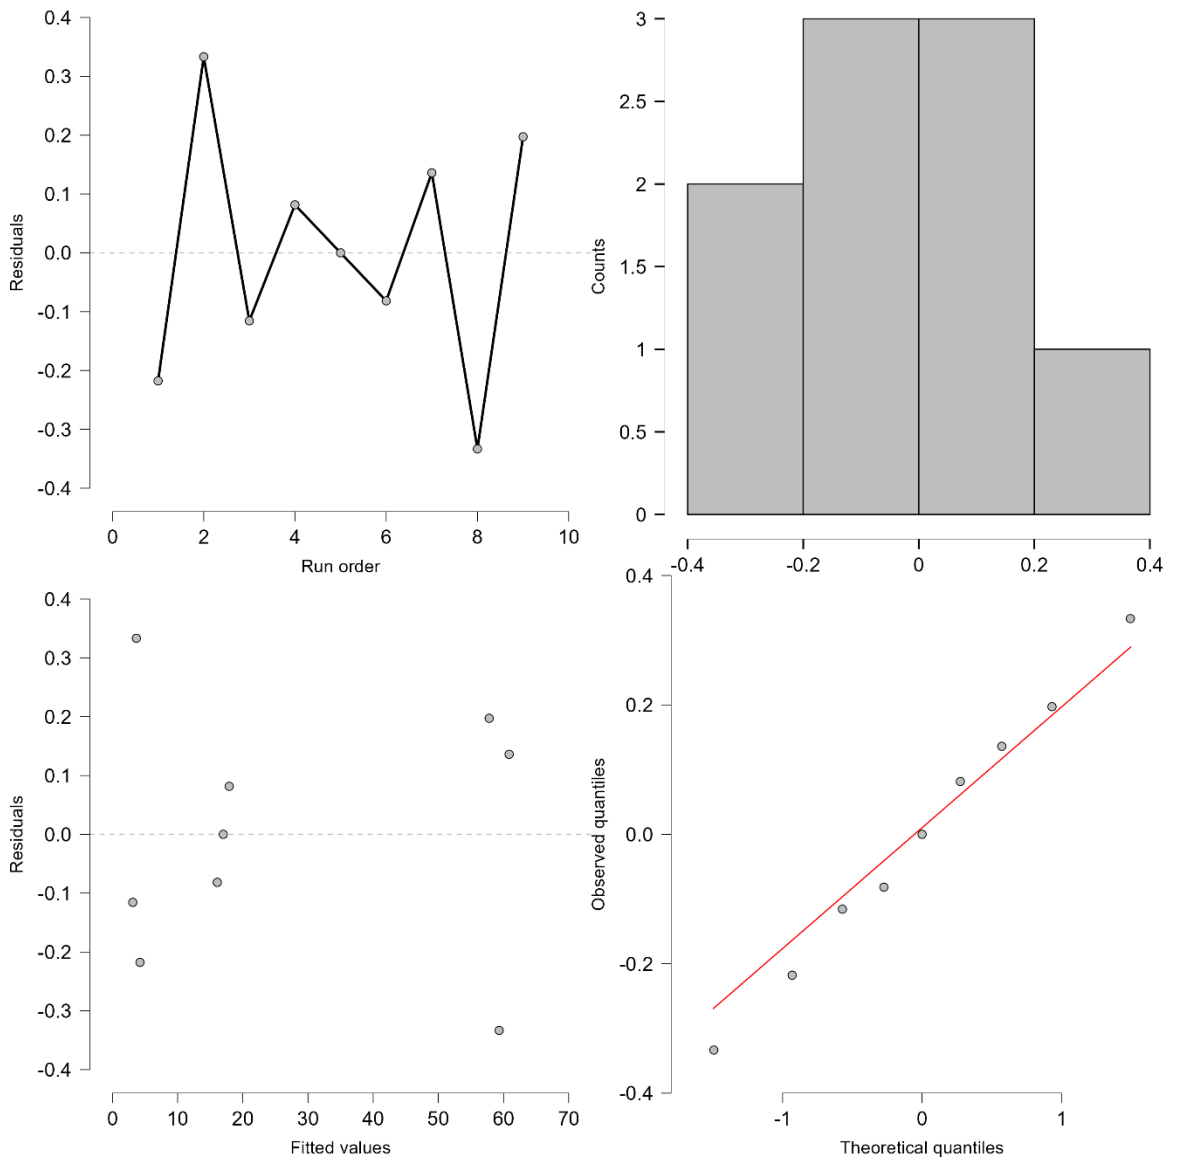 0.4
0.3
0.2
0.1
0.0
-0.1
-0.2
-0.3
-0.4
Residuals
0 2 4 6 8 10
Run order
3
2.5
2
1.5
1
0.5
0
Counts
-0.4 -0.2 0 0.2 0.4
0.4
0.3
0.2
0.1
0.0
-0.1
-0.2
-0.3
-0.4
Residuals
0 10 20 30 40 50 60 70
Fitted values
0.4
0.2
0.0
-0.2
-0.4
Observed quantiles
-1 0 1
Theoretical quantiles